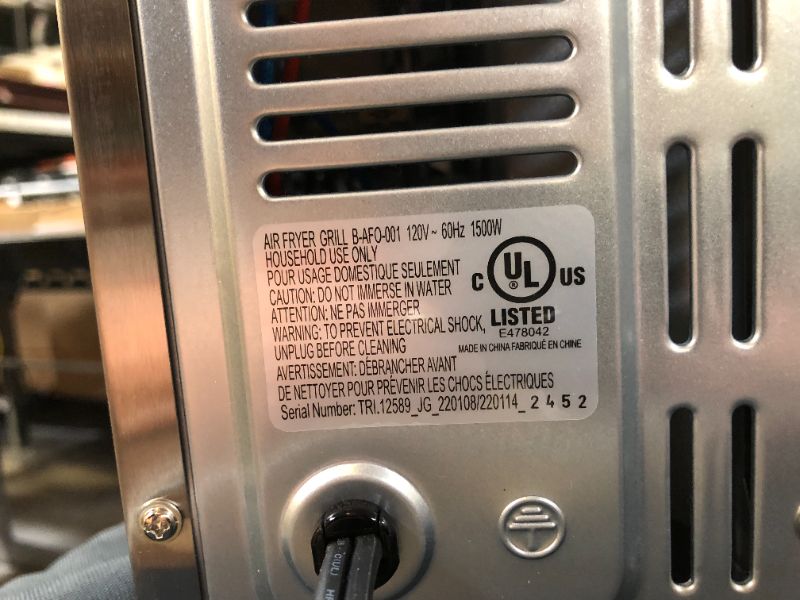 AIR FRYER GRILL B-AFO-001 120V~ 60Hz 1500W
HOUSEHOLD USE ONLY
POUR USAGE DOMESTIQUE SEULEMENT
CAUTION: DO NOT IMMERSE IN WATER
ATTENTION: NE PAS IMMERGER
WARNING: TO PREVENT ELECTRICAL SHOCK,
UNPLUG BEFORE CLEANING
AVERTISSEMENT: DÉBRANCHER AVANT
DE NETTOYER POUR PRÉVENIR LES CHOCS ÉLECTRIQUES
Serial Number: TRI.12589_JG_220108/220114_ 2 4 5 2
C UL ® US
LISTED
E478042
MADE IN CHINA FABRIQUÉ EN CHINE